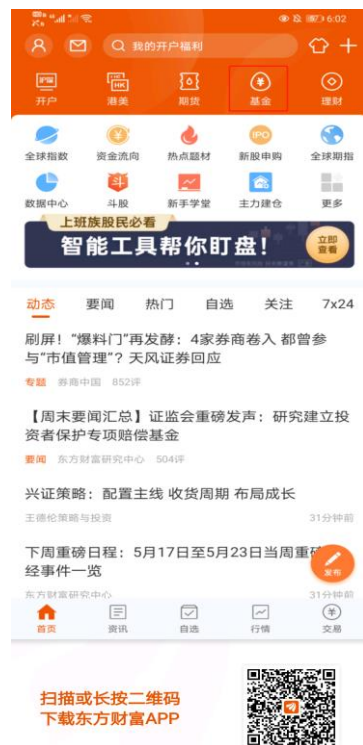 6:02
我的开户福利
开户 港美 期货 基金 理财
HK
全球指数 资金流向 热点题材 新股申购 全球期指
IPO
数据中心 斗股 新手学堂 主力建仓 更多
上班族股民必看
智能工具帮你盯盘!
立即
查看
动态 要闻 热门 自选 关注 7x24
刷屏!“爆料门”再发酵:4家券商卷入 都曾参
与“市值管理”?天风证券回应
专题 券商中国 852评
【周末要闻汇总】证监会重磅发声:研究建立投
资者保护专项赔偿基金
要闻 东方财富研究中心 504评
兴证策略:配置主线 收货周期 布局成长
王德伦策略与投资 31分钟前
下周重磅日程:5月17日至5月23日当周重
经事件一览
发布
东方财富研究中心 31分钟前
首页 资讯 自选 行情 交易
扫描或长按二维码
下载东方财富APP